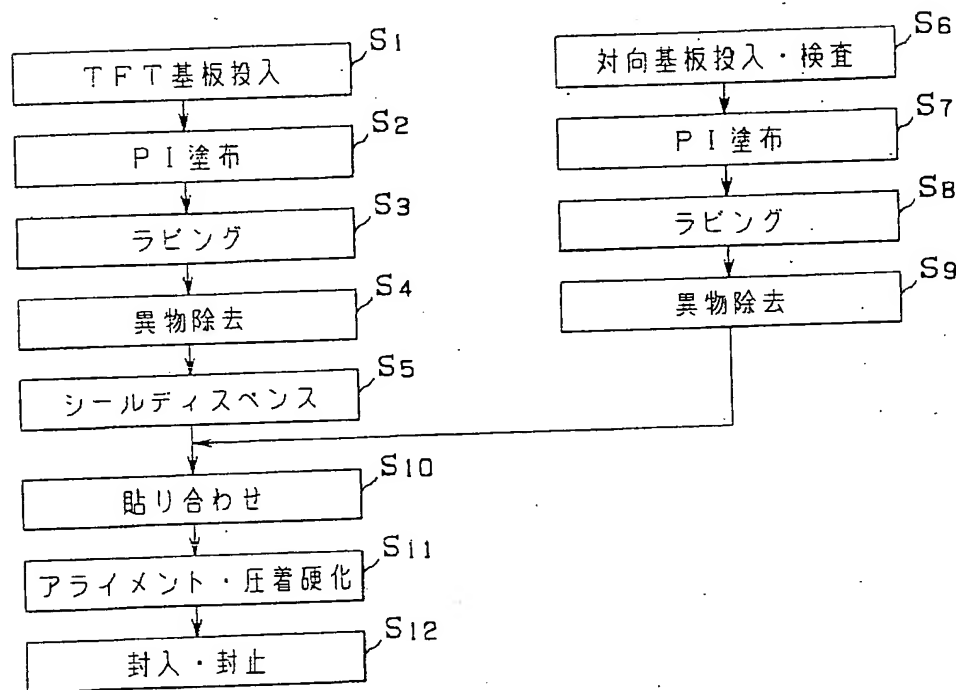 S1
TFT基板投入
S2
PI塗布
S3
ラビング
S4
異物除去
S5
シールディスペンス
S6
対向基板投入・検査
S7
PI塗布
S8
ラビング
S9
異物除去
S10
貼り合わせ
S11
アライメント・圧着硬化
S12
封入・封止